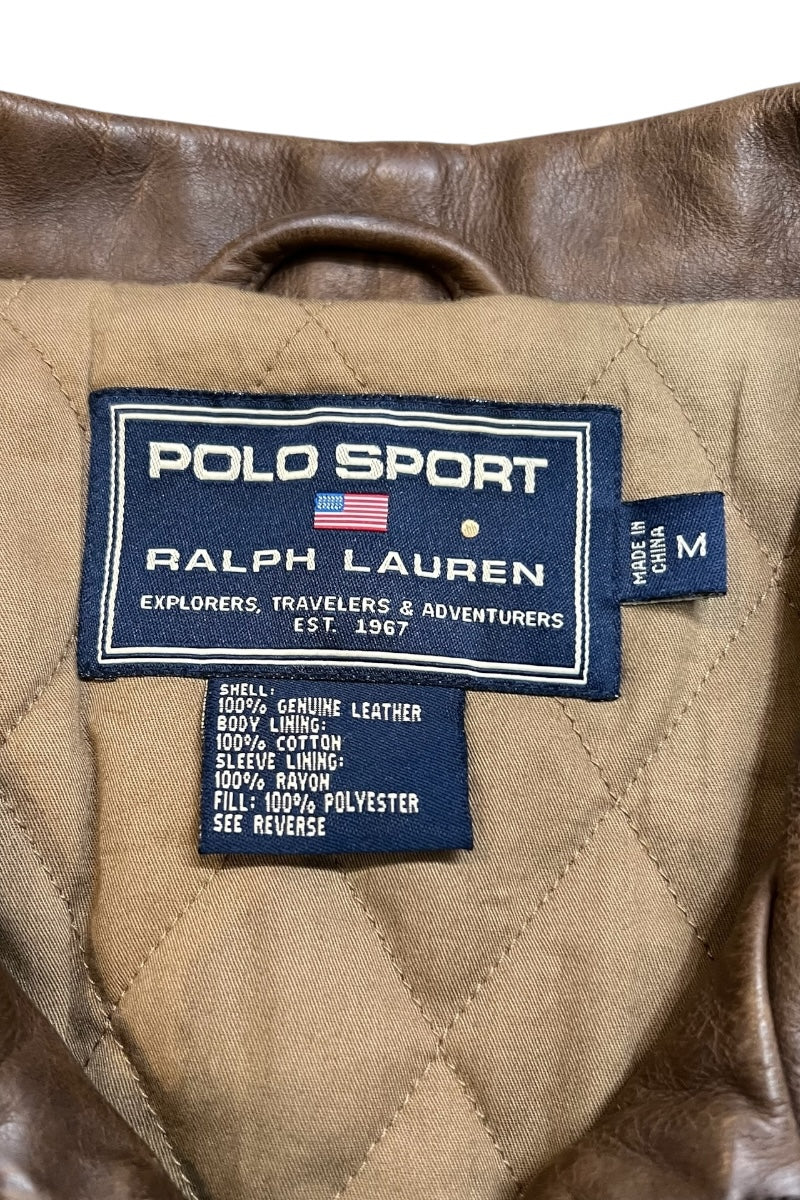 POLO SPORT
RALPH LAUREN
EXPLORERS, TRAVELERS & ADVENTURERS
EST. 1967
MADE IN
CHINA
M
SHELL:
100% GENUINE LEATHER
BODY LINING:
100% COTTON
SLEEVE LINING:
100% RAYON
FILL: 100% POLYESTER
SEE REVERSE